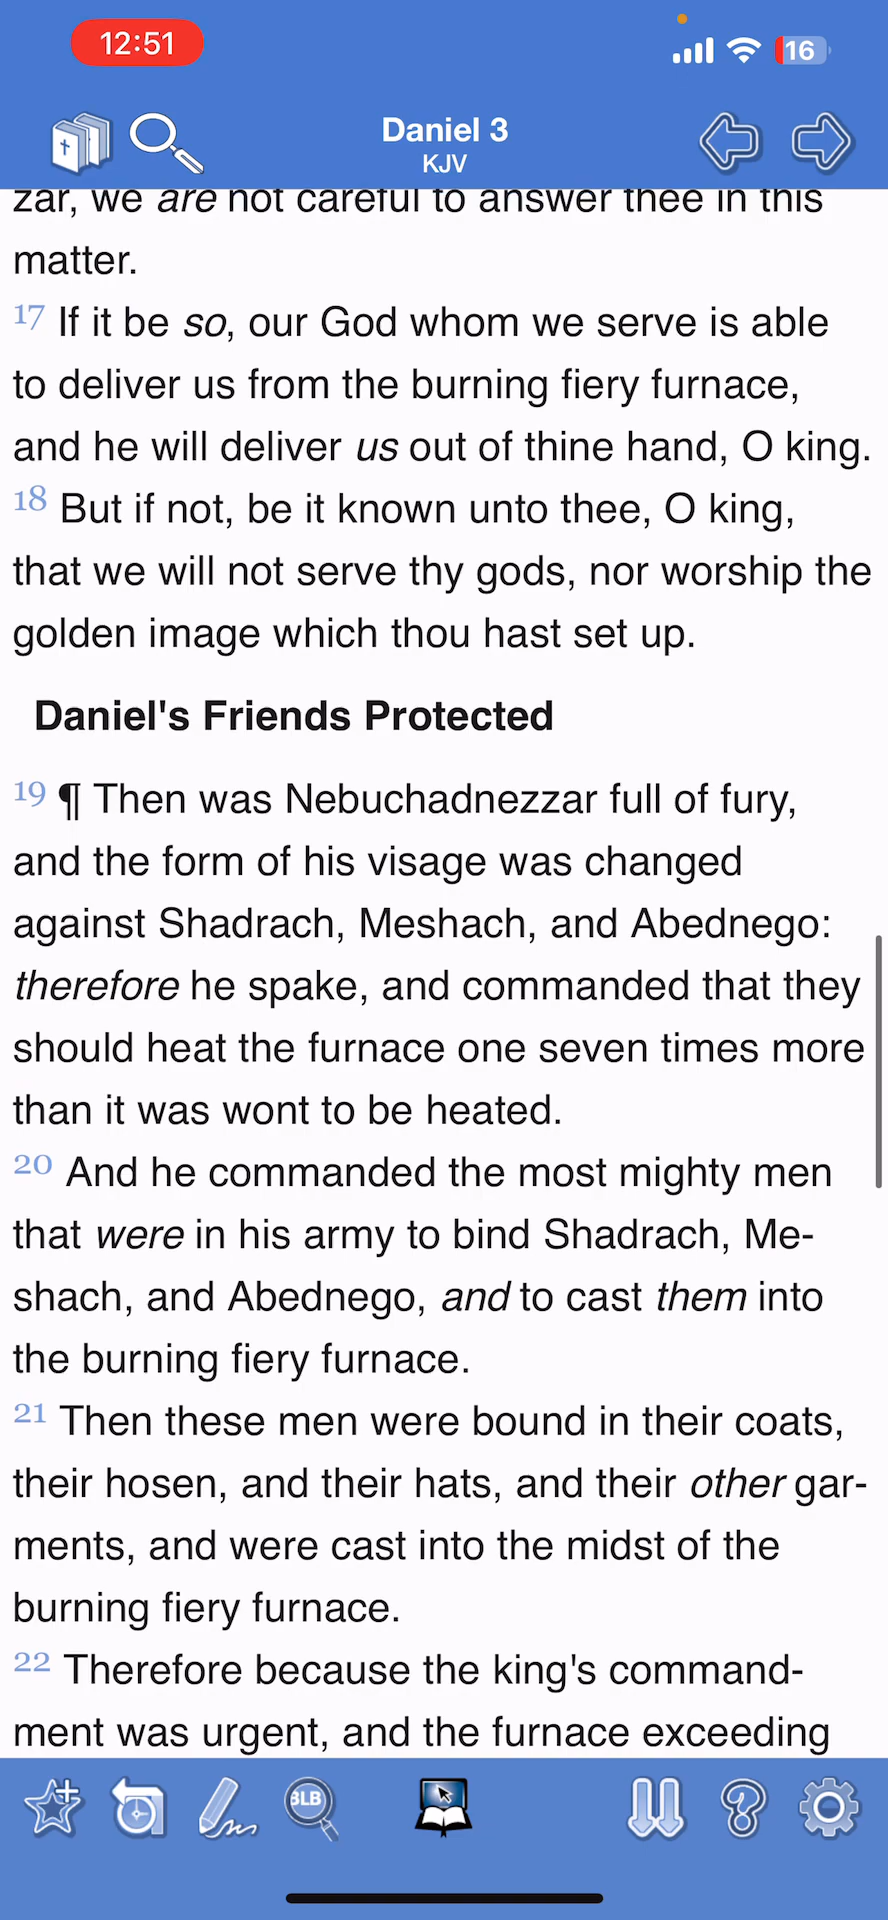 12:51
16
Daniel 3
KJV
zar, we are not careful to answer thee in this
matter.
17 If it be so, our God whom we serve is able
to deliver us from the burning fiery furnace,
and he will deliver us out of thine hand, O king.
18 But if not, be it known unto thee, O king,
that we will not serve thy gods, nor worship the
golden image which thou hast set up.
Daniel's Friends Protected
19 ¶ Then was Nebuchadnezzar full of fury,
and the form of his visage was changed
against Shadrach, Meshach, and Abednego:
therefore he spake, and commanded that they
should heat the furnace one seven times more
than it was wont to be heated.
20 And he commanded the most mighty men
that were in his army to bind Shadrach, Me-
shach, and Abednego, and to cast them into
the burning fiery furnace.
21 Then these men were bound in their coats,
their hosen, and their hats, and their other gar-
ments, and were cast into the midst of the
burning fiery furnace.
22 Therefore because the king's command-
ment was urgent, and the furnace exceeding
BLB